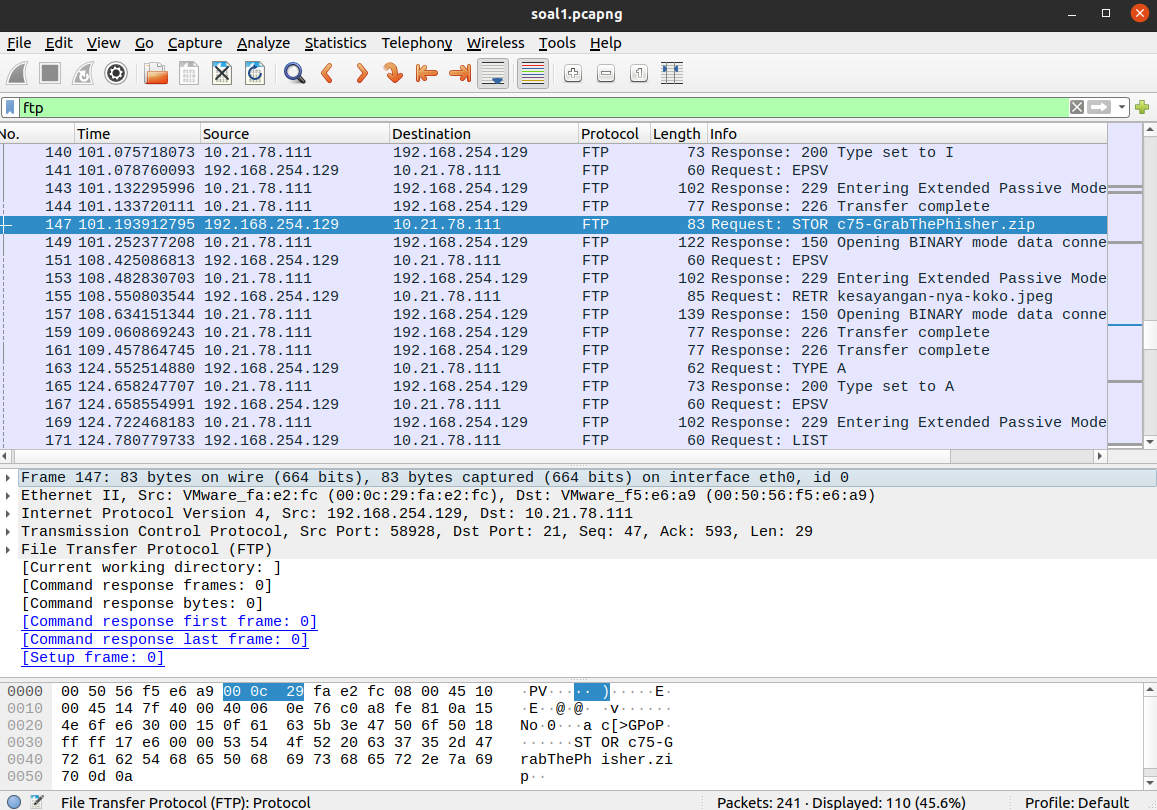 soal1.pcapng
File Edit View Go Capture Analyze Statistics Telephony Wireless Tools Help
ftp
No. Time Source Destination Protocol Length Info
140 101.075718073 10.21.78.111 192.168.254.129 FTP 73 Response: 200 Type set to I
141 101.078760093 192.168.254.129 10.21.78.111 FTP 60 Request: EPSV
143 101.132295996 10.21.78.111 192.168.254.129 FTP 102 Response: 229 Entering Extended Passive Mode
144 101.133720111 10.21.78.111 192.168.254.129 FTP 77 Response: 226 Transfer complete
147 101.193912795 192.168.254.129 10.21.78.111 FTP 83 Request: STOR c75-GrabThePhisher.zip
149 101.252377208 10.21.78.111 192.168.254.129 FTP 122 Response: 150 Opening BINARY mode data conne
151 108.425086813 192.168.254.129 10.21.78.111 FTP 60 Request: EPSV
153 108.482830703 10.21.78.111 192.168.254.129 FTP 102 Response: 229 Entering Extended Passive Mode
155 108.550803544 192.168.254.129 10.21.78.111 FTP 85 Request: RETR kesayangan-nya-koko.jpeg
157 108.634151344 10.21.78.111 192.168.254.129 FTP 139 Response: 150 Opening BINARY mode data conne
159 109.060869243 10.21.78.111 192.168.254.129 FTP 77 Response: 226 Transfer complete
161 109.457864745 10.21.78.111 192.168.254.129 FTP 77 Response: 226 Transfer complete
163 124.552514880 192.168.254.129 10.21.78.111 FTP 62 Request: TYPE A
165 124.658247707 10.21.78.111 192.168.254.129 FTP 73 Response: 200 Type set to A
167 124.658554991 192.168.254.129 10.21.78.111 FTP 60 Request: EPSV
169 124.722468183 10.21.78.111 192.168.254.129 FTP 102 Response: 229 Entering Extended Passive Mode
171 124.780779733 192.168.254.129 10.21.78.111 FTP 60 Request: LIST
Frame 147: 83 bytes on wire (664 bits), 83 bytes captured (664 bits) on interface eth0, id 0
Ethernet II, Src: VMware_fa:e2:fc (00:0c:29:fa:e2:fc), Dst: VMware_f5:e6:a9 (00:50:56:f5:e6:a9)
Internet Protocol Version 4, Src: 192.168.254.129, Dst: 10.21.78.111
Transmission Control Protocol, Src Port: 58928, Dst Port: 21, Seq: 47, Ack: 593, Len: 29
File Transfer Protocol (FTP)
[Current working directory: ]
[Command response frames: 0]
[Command response bytes: 0]
[Command response first frame: 0]
[Command response last frame: 0]
[Setup frame: 0]
0000 00 50 56 f5 e6 a9 00 0c 29 fa e2 fc 08 00 45 10 ·PV·····)·····E·
0010 00 45 14 7f 40 00 40 06 0e 76 c0 a8 fe 81 0a 15 ·E··@·@··v······
0020 4e 6f e6 30 00 15 0f 61 63 5b 3e 47 50 6f 50 18 No·0···a c[>GPoP·
0030 ff ff 17 e6 00 00 53 54 4f 52 20 63 37 35 2d 47 ······ST OR c75-G
0040 72 61 62 54 68 65 50 68 69 73 68 65 72 2e 7a 69 rabThePh isher.zi
0050 70 0d 0a p··
File Transfer Protocol (FTP): Protocol Packets: 241 · Displayed: 110 (45.6%) Profile: Default